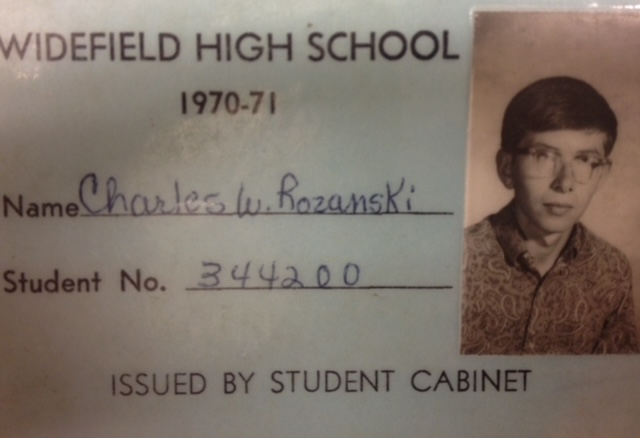 WIDEFIELD HIGH SCHOOL
1970-71
Name Charles W. Rozanski
Student No. 344200
ISSUED BY STUDENT CABINET